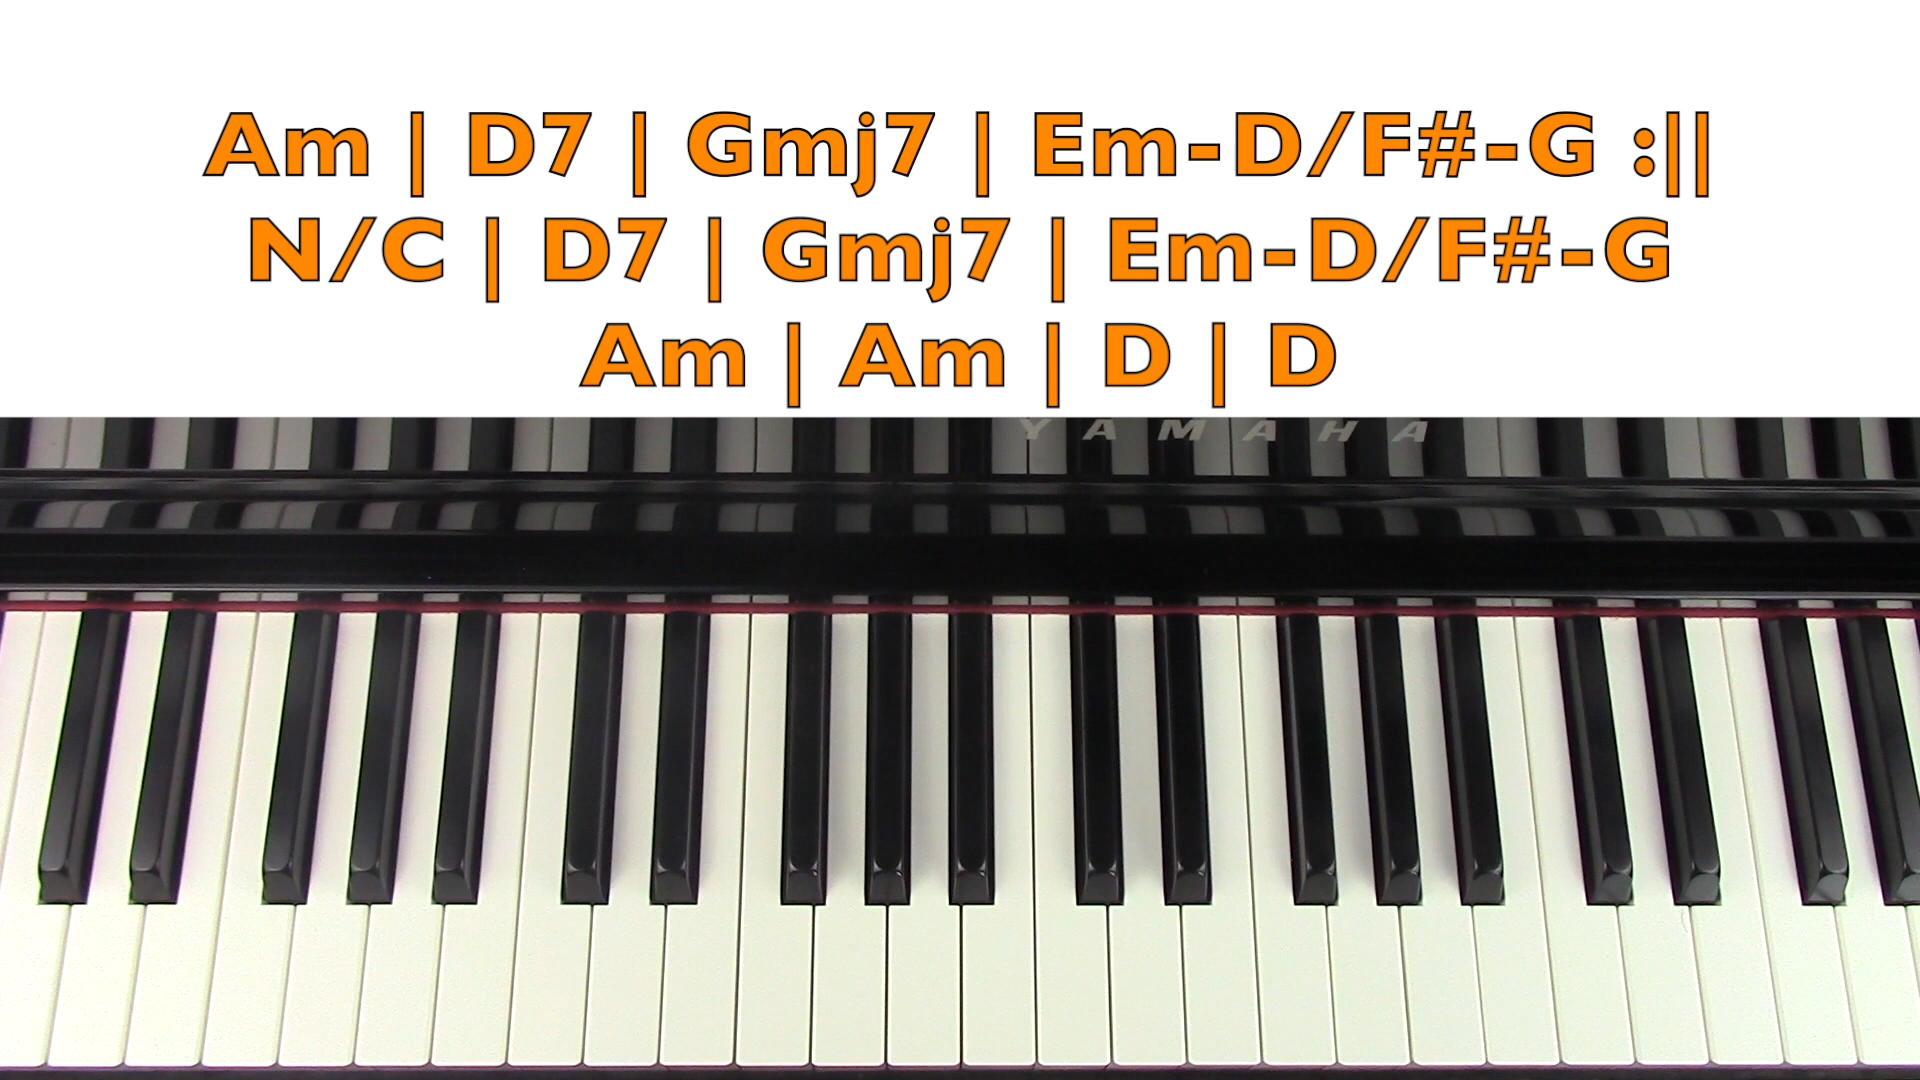 Am | D7 | Gmj7 | Em-D/F#-G :||
N/C | D7 | Gmj7 | Em-D/F#-G
Am | Am | D | D
YAMAHA